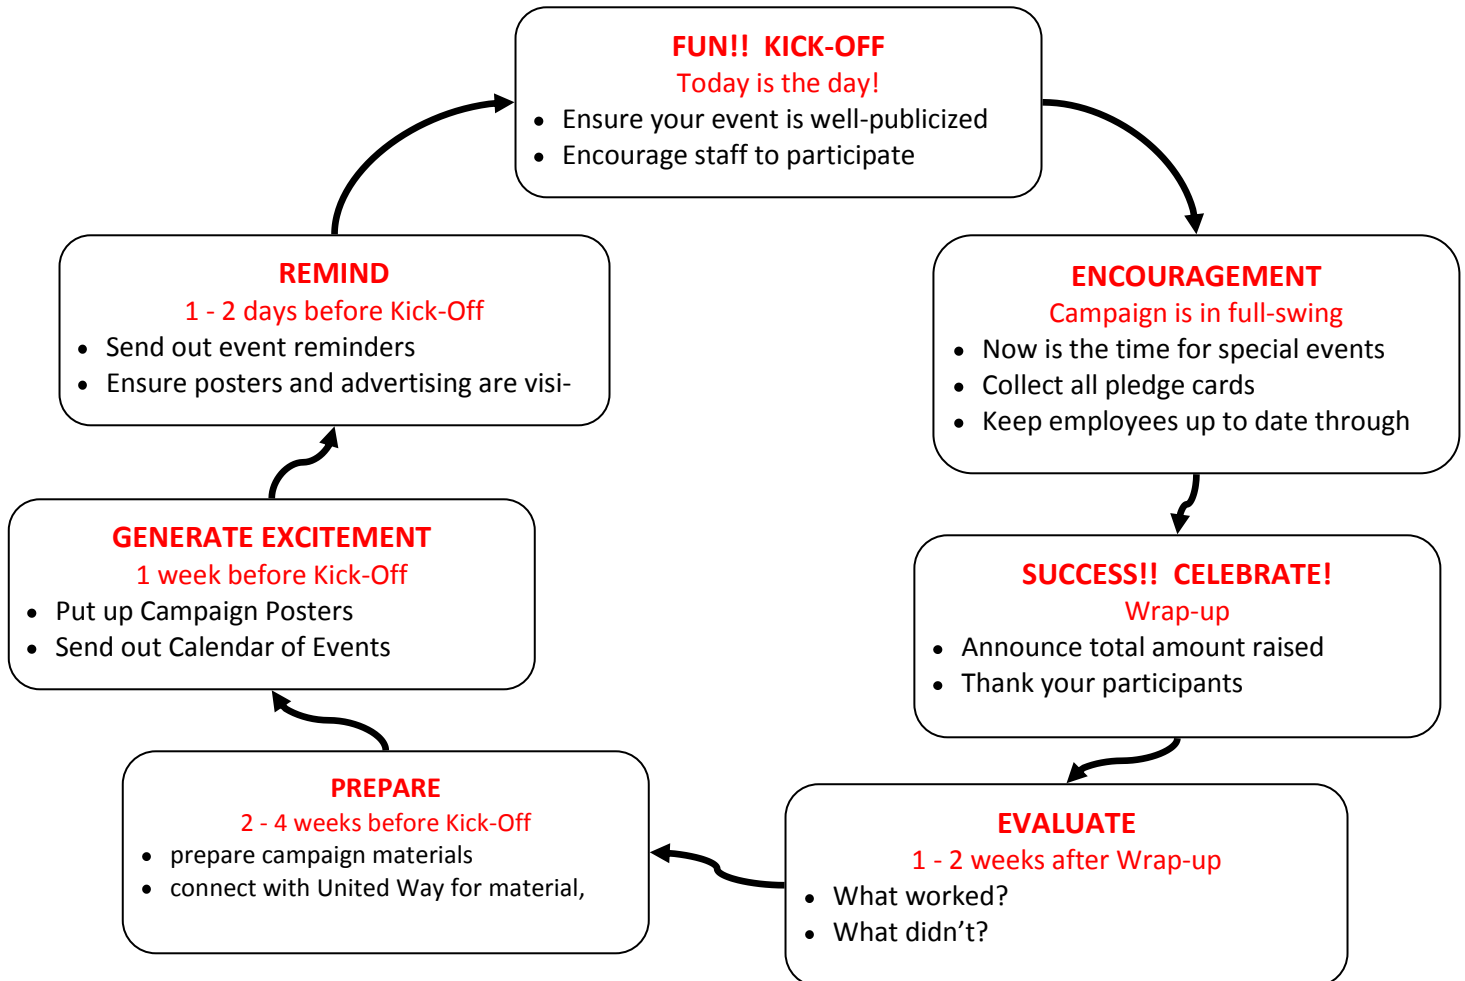 FUN!! KICK-OFF
Today is the day!
• Ensure your event is well-publicized
• Encourage staff to participate
REMIND
1 - 2 days before Kick-Off
• Send out event reminders
• Ensure posters and advertising are visi-
ENCOURAGEMENT
Campaign is in full-swing
• Now is the time for special events
• Collect all pledge cards
• Keep employees up to date through
GENERATE EXCITEMENT
1 week before Kick-Off
• Put up Campaign Posters
• Send out Calendar of Events
SUCCESS!! CELEBRATE!
Wrap-up
• Announce total amount raised
• Thank your participants
PREPARE
2 - 4 weeks before Kick-Off
• prepare campaign materials
• connect with United Way for material,
EVALUATE
1 - 2 weeks after Wrap-up
• What worked?
• What didn’t?